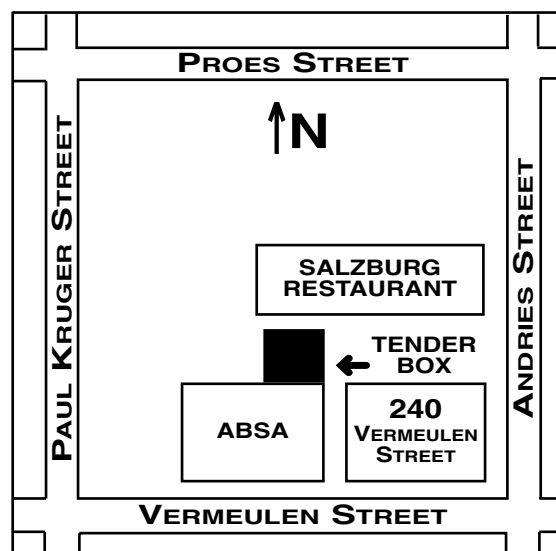 PROES STREET
N
PAUL KRUGER STREET
ANDRIES STREET
SALZBURG
RESTAURANT
TENDER
BOX
ABSA
240
VERMEULEN
STREET
VERMEULEN STREET